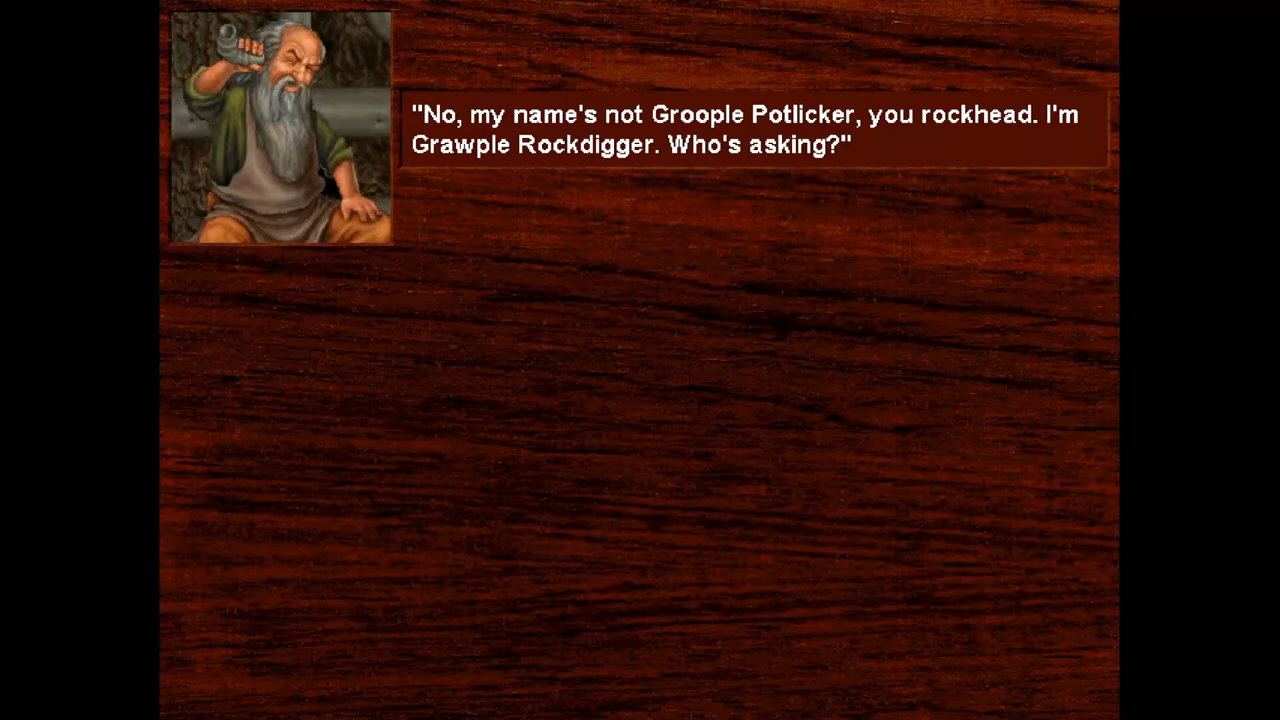 "No, my name's not Groople Potlicker, you rockhead. I'm
Grawple Rockdigger. Who's asking?"